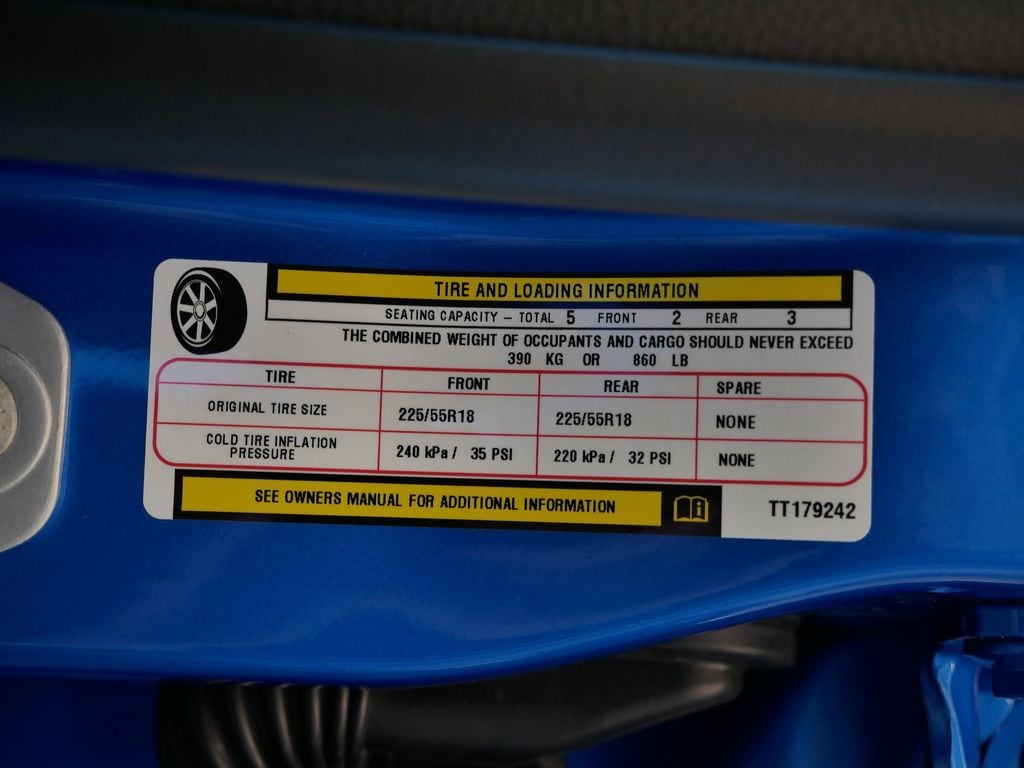 TIRE AND LOADING INFORMATION
SEATING CAPACITY – TOTAL 5 FRONT 2 REAR 3
THE COMBINED WEIGHT OF OCCUPANTS AND CARGO SHOULD NEVER EXCEED
390 KG OR 860 LB
TIRE FRONT REAR SPARE
ORIGINAL TIRE SIZE 225/55R18 225/55R18 NONE
COLD TIRE INFLATION
PRESSURE 240 kPa / 35 PSI 220 kPa / 32 PSI NONE
SEE OWNERS MANUAL FOR ADDITIONAL INFORMATION
TT179242